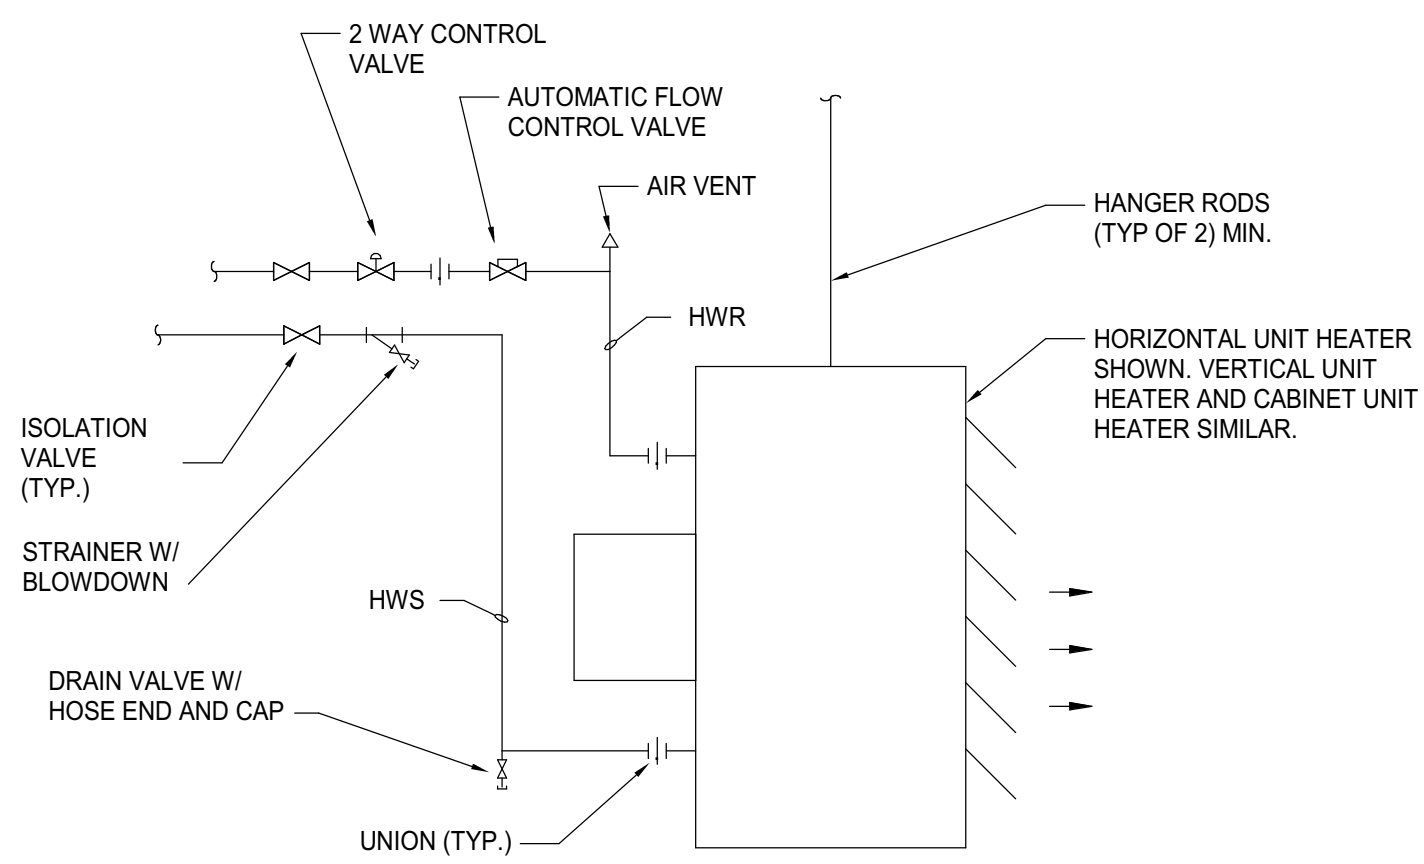 2 WAY CONTROL
VALVE
AUTOMATIC FLOW
CONTROL VALVE
AIR VENT
HANGER RODS
(TYP OF 2) MIN.
HWR
HORIZONTAL UNIT HEATER
SHOWN. VERTICAL UNIT
HEATER AND CABINET UNIT
HEATER SIMILAR.
ISOLATION
VALVE
(TYP.)
STRAINER W/
BLOWDOWN
HWS
DRAIN VALVE W/
HOSE END AND CAP
UNION (TYP.)